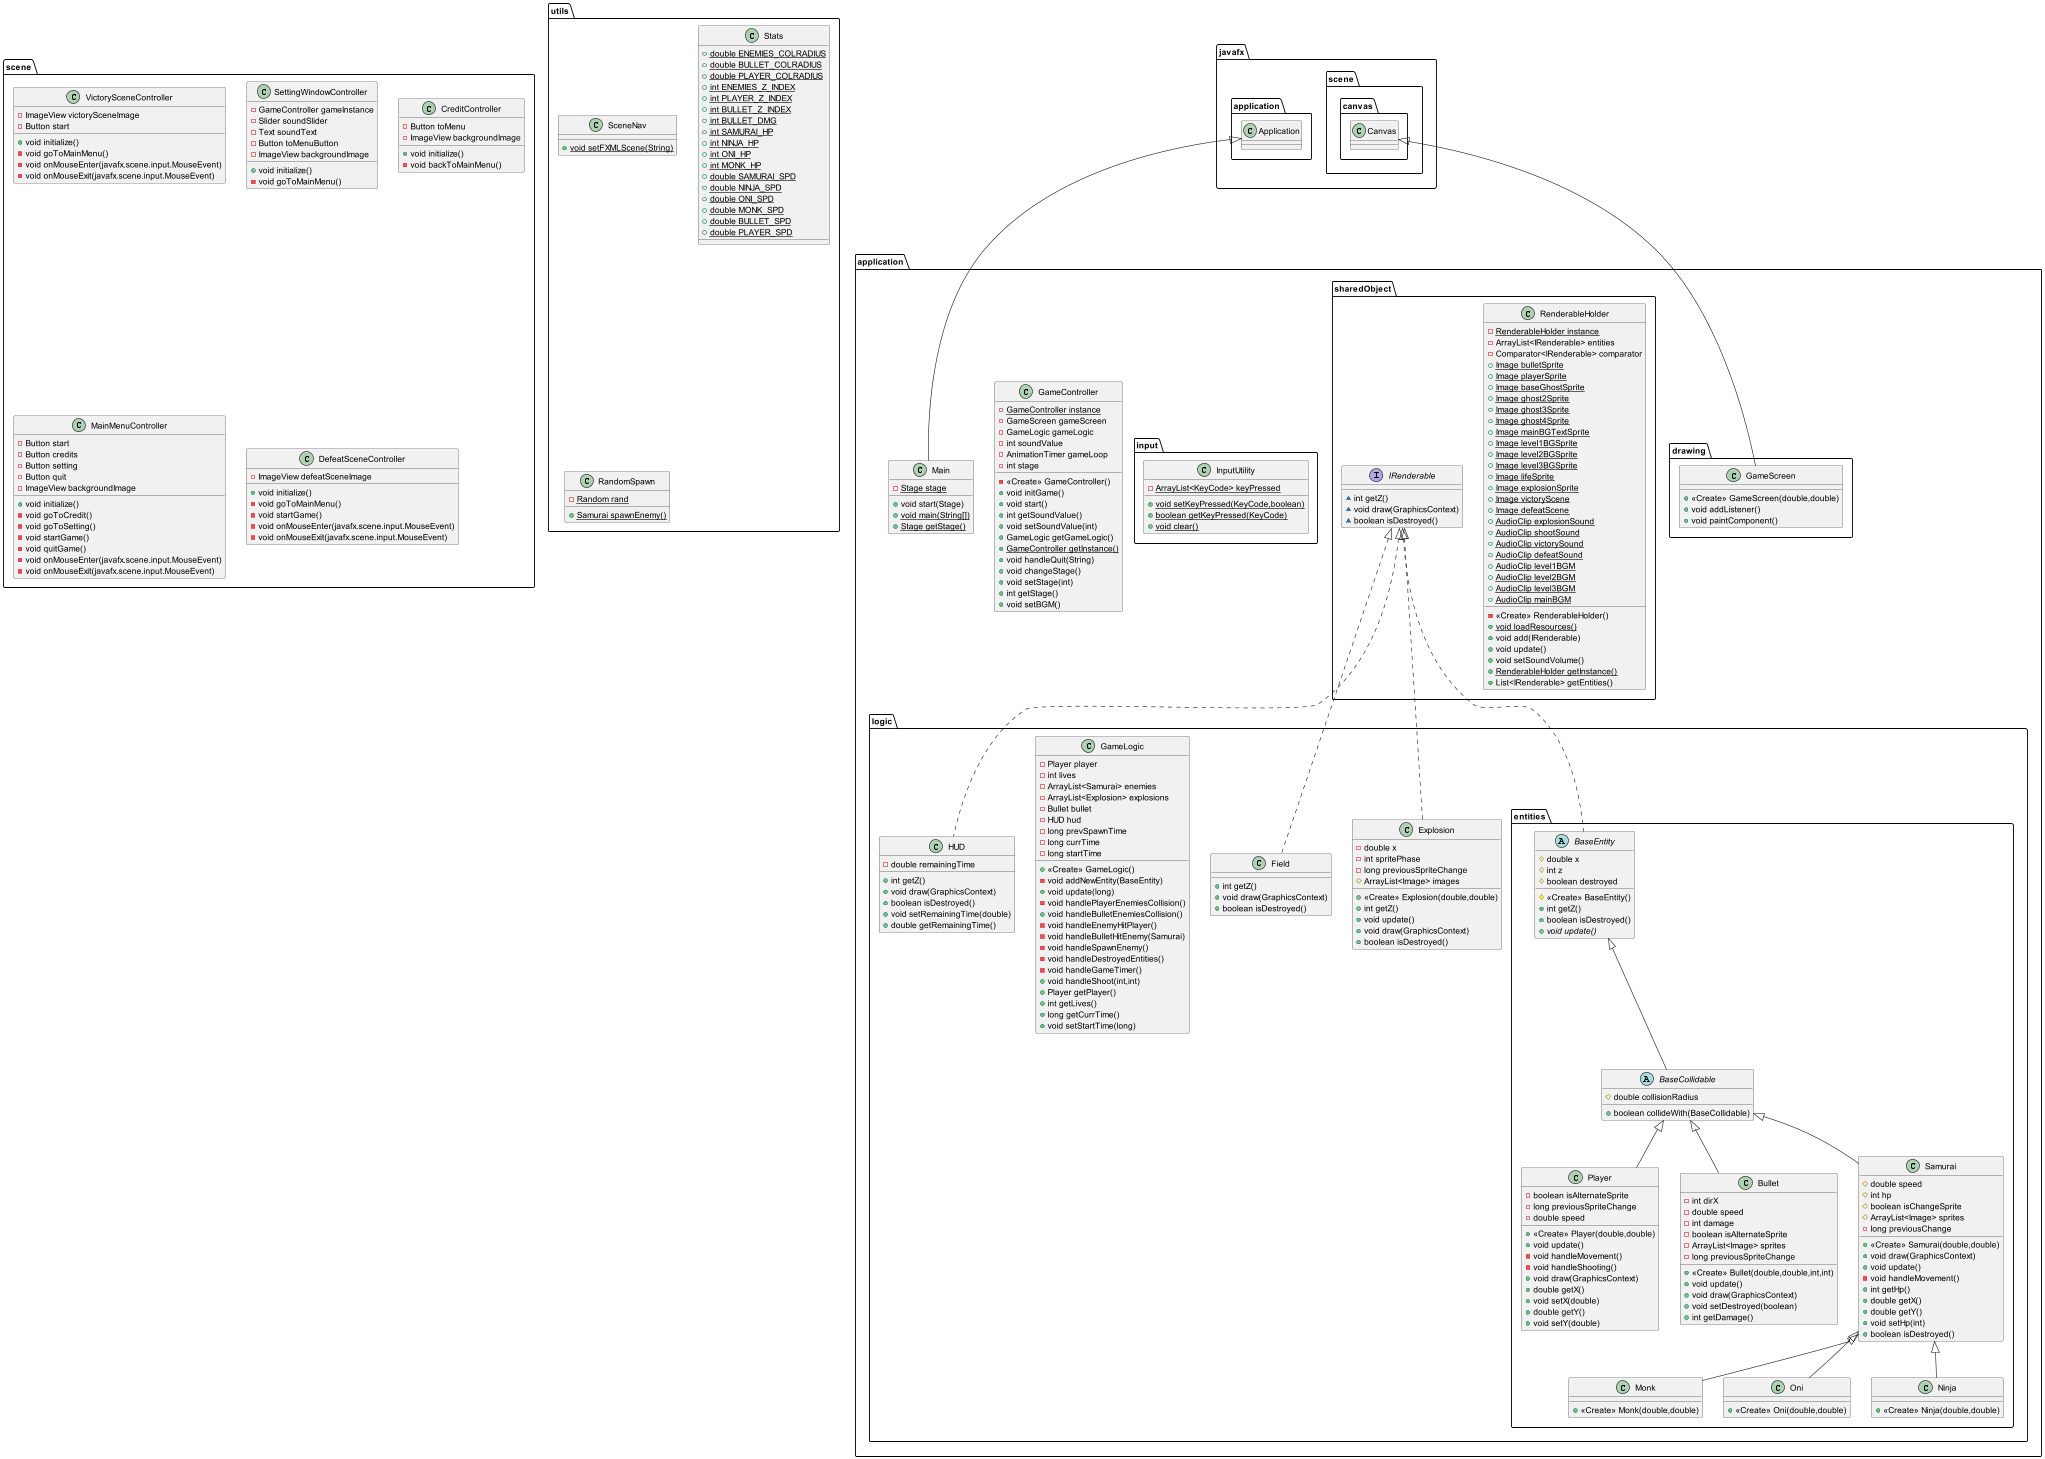 scene
VictorySceneController
ImageView victorySceneImage
Button start
void initialize()
void goToMainMenu()
void onMouseEnter(javafx.scene.input.MouseEvent)
void onMouseExit(javafx.scene.input.MouseEvent)
SettingWindowController
GameController gameInstance
Slider soundSlider
Text soundText
Button toMenuButton
ImageView backgroundImage
void initialize()
void goToMainMenu()
CreditController
Button toMenu
ImageView backgroundImage
void initialize()
void backToMainMenu()
MainMenuController
Button start
Button credits
Button setting
Button quit
ImageView backgroundImage
void initialize()
void goToCredit()
void goToSetting()
void startGame()
void quitGame()
void onMouseEnter(javafx.scene.input.MouseEvent)
void onMouseExit(javafx.scene.input.MouseEvent)
DefeatSceneController
ImageView defeatSceneImage
void initialize()
void goToMainMenu()
void startGame()
void onMouseEnter(javafx.scene.input.MouseEvent)
void onMouseExit(javafx.scene.input.MouseEvent)
utils
SceneNav
void setFXMLScene(String)
Stats
double ENEMIES_COLRADIUS
double BULLET_COLRADIUS
double PLAYER_COLRADIUS
int ENEMIES_Z_INDEX
int PLAYER_Z_INDEX
int BULLET_Z_INDEX
int BULLET_DMG
int SAMURAI_HP
int NINJA_HP
int ONI_HP
int MONK_HP
double SAMURAI_SPD
double NINJA_SPD
double ONI_SPD
double MONK_SPD
double BULLET_SPD
double PLAYER_SPD
RandomSpawn
Random rand
Samurai spawnEnemy()
javafx
application
Application
scene
canvas
Canvas
application
Main
Stage stage
void start(Stage)
void main(String[])
Stage getStage()
GameController
GameController instance
GameScreen gameScreen
GameLogic gameLogic
int soundValue
AnimationTimer gameLoop
int stage
«Create» GameController()
void initGame()
void start()
int getSoundValue()
void setSoundValue(int)
GameLogic getGameLogic()
GameController getInstance()
void handleQuit(String)
void changeStage()
void setStage(int)
int getStage()
void setBGM()
input
InputUtility
ArrayList<KeyCode> keyPressed
void setKeyPressed(KeyCode,boolean)
boolean getKeyPressed(KeyCode)
void clear()
sharedObject
IRenderable
int getZ()
void draw(GraphicsContext)
boolean isDestroyed()
RenderableHolder
RenderableHolder instance
ArrayList<IRenderable> entities
Comparator<IRenderable> comparator
Image bulletSprite
Image playerSprite
Image baseGhostSprite
Image ghost2Sprite
Image ghost3Sprite
Image ghost4Sprite
Image mainBGTextSprite
Image level1BGSprite
Image level2BGSprite
Image level3BGSprite
Image lifeSprite
Image explosionSprite
Image victoryScene
Image defeatScene
AudioClip explosionSound
AudioClip shootSound
AudioClip victorySound
AudioClip defeatSound
AudioClip level1BGM
AudioClip level2BGM
AudioClip level3BGM
AudioClip mainBGM
«Create» RenderableHolder()
void loadResources()
void add(IRenderable)
void update()
void setSoundVolume()
RenderableHolder getInstance()
List<IRenderable> getEntities()
drawing
GameScreen
«Create» GameScreen(double,double)
void addListener()
void paintComponent()
logic
HUD
double remainingTime
int getZ()
void draw(GraphicsContext)
boolean isDestroyed()
void setRemainingTime(double)
double getRemainingTime()
GameLogic
Player player
int lives
ArrayList<Samurai> enemies
ArrayList<Explosion> explosions
Bullet bullet
HUD hud
long prevSpawnTime
long currTime
long startTime
«Create» GameLogic()
void addNewEntity(BaseEntity)
void update(long)
void handlePlayerEnemiesCollision()
void handleBulletEnemiesCollision()
void handleEnemyHitPlayer()
void handleBulletHitEnemy(Samurai)
void handleSpawnEnemy()
void handleDestroyedEntities()
void handleGameTimer()
void handleShoot(int,int)
Player getPlayer()
int getLives()
long getCurrTime()
void setStartTime(long)
Field
int getZ()
void draw(GraphicsContext)
boolean isDestroyed()
Explosion
double x
int spritePhase
long previousSpriteChange
ArrayList<Image> images
«Create» Explosion(double,double)
int getZ()
void update()
void draw(GraphicsContext)
boolean isDestroyed()
entities
BaseEntity
double x
int z
boolean destroyed
«Create» BaseEntity()
int getZ()
boolean isDestroyed()
void update()
BaseCollidable
double collisionRadius
boolean collideWith(BaseCollidable)
Player
boolean isAlternateSprite
long previousSpriteChange
double speed
«Create» Player(double,double)
void update()
void handleMovement()
void handleShooting()
void draw(GraphicsContext)
double getX()
void setX(double)
double getY()
void setY(double)
Bullet
int dirX
double speed
int damage
boolean isAlternateSprite
ArrayList<Image> sprites
long previousSpriteChange
«Create» Bullet(double,double,int,int)
void update()
void draw(GraphicsContext)
void setDestroyed(boolean)
int getDamage()
Samurai
double speed
int hp
boolean isChangeSprite
ArrayList<Image> sprites
long previousChange
«Create» Samurai(double,double)
void draw(GraphicsContext)
void update()
void handleMovement()
int getHp()
double getX()
double getY()
void setHp(int)
boolean isDestroyed()
Monk
«Create» Monk(double,double)
Oni
«Create» Oni(double,double)
Ninja
«Create» Ninja(double,double)